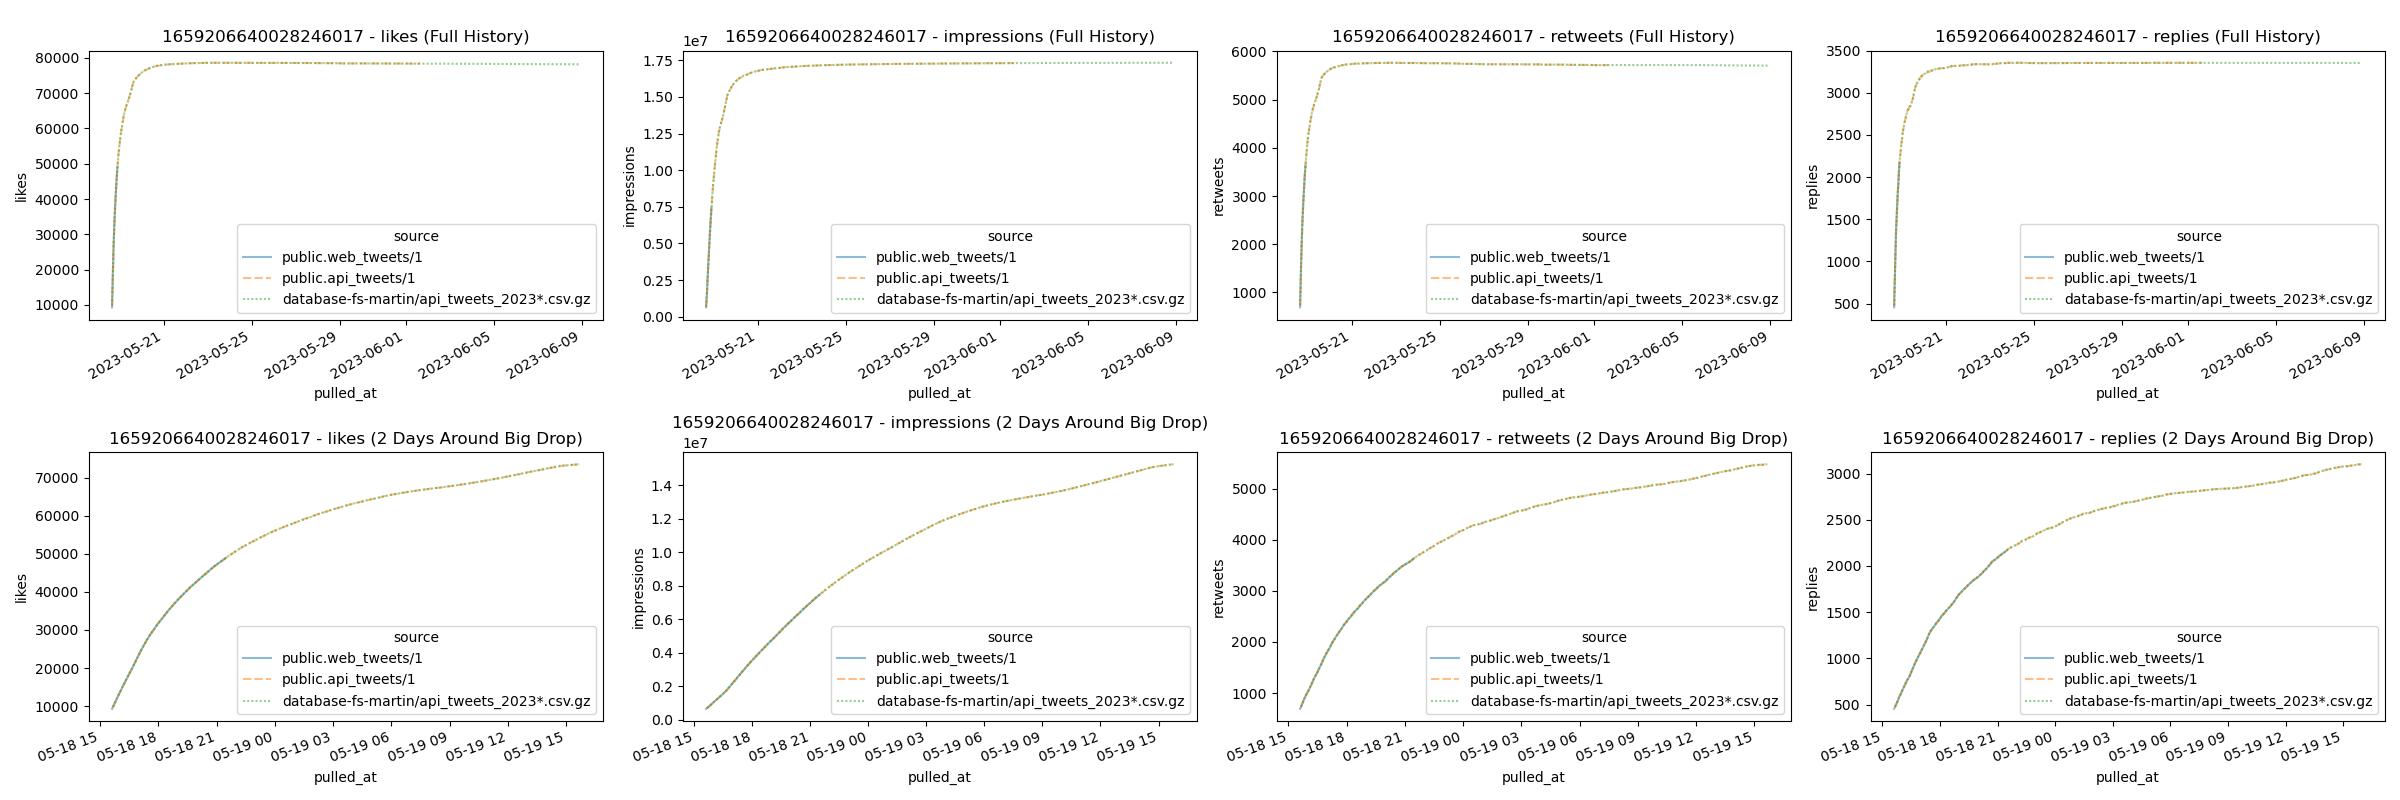 1659206640028246017 - likes (Full History)
80000
70000
60000
50000
40000
30000
20000
10000
likes
source
public.web_tweets/1
public.api_tweets/1
database-fs-martin/api_tweets_2023*.csv.gz
2023-05-21
2023-05-25
2023-05-29
2023-06-01
2023-06-05
2023-06-09
pulled_at
1659206640028246017 - impressions (Full History)
1e7
1.75
1.50
1.25
1.00
0.75
0.50
0.25
0.00
impressions
source
public.web_tweets/1
public.api_tweets/1
database-fs-martin/api_tweets_2023*.csv.gz
2023-05-21
2023-05-25
2023-05-29
2023-06-01
2023-06-05
2023-06-09
pulled_at
1659206640028246017 - retweets (Full History)
6000
5000
4000
3000
2000
1000
retweets
source
public.web_tweets/1
public.api_tweets/1
database-fs-martin/api_tweets_2023*.csv.gz
2023-05-21
2023-05-25
2023-05-29
2023-06-01
2023-06-05
2023-06-09
pulled_at
1659206640028246017 - replies (Full History)
3500
3000
2500
2000
1500
1000
500
replies
source
public.web_tweets/1
public.api_tweets/1
database-fs-martin/api_tweets_2023*.csv.gz
2023-05-21
2023-05-25
2023-05-29
2023-06-01
2023-06-05
2023-06-09
pulled_at
1659206640028246017 - likes (2 Days Around Big Drop)
70000
60000
50000
40000
30000
20000
10000
likes
source
public.web_tweets/1
public.api_tweets/1
database-fs-martin/api_tweets_2023*.csv.gz
05-18 15
05-18 18
05-18 21
05-19 00
05-19 03
05-19 06
05-19 09
05-19 12
05-19 15
pulled_at
1659206640028246017 - impressions (2 Days Around Big Drop)
1e7
1.4
1.2
1.0
0.8
0.6
0.4
0.2
0.0
impressions
source
public.web_tweets/1
public.api_tweets/1
database-fs-martin/api_tweets_2023*.csv.gz
05-18 15
05-18 18
05-18 21
05-19 00
05-19 03
05-19 06
05-19 09
05-19 12
05-19 15
pulled_at
1659206640028246017 - retweets (2 Days Around Big Drop)
5000
4000
3000
2000
1000
retweets
source
public.web_tweets/1
public.api_tweets/1
database-fs-martin/api_tweets_2023*.csv.gz
05-18 15
05-18 18
05-18 21
05-19 00
05-19 03
05-19 06
05-19 09
05-19 12
05-19 15
pulled_at
1659206640028246017 - replies (2 Days Around Big Drop)
3000
2500
2000
1500
1000
500
replies
source
public.web_tweets/1
public.api_tweets/1
database-fs-martin/api_tweets_2023*.csv.gz
05-18 15
05-18 18
05-18 21
05-19 00
05-19 03
05-19 06
05-19 09
05-19 12
05-19 15
pulled_at